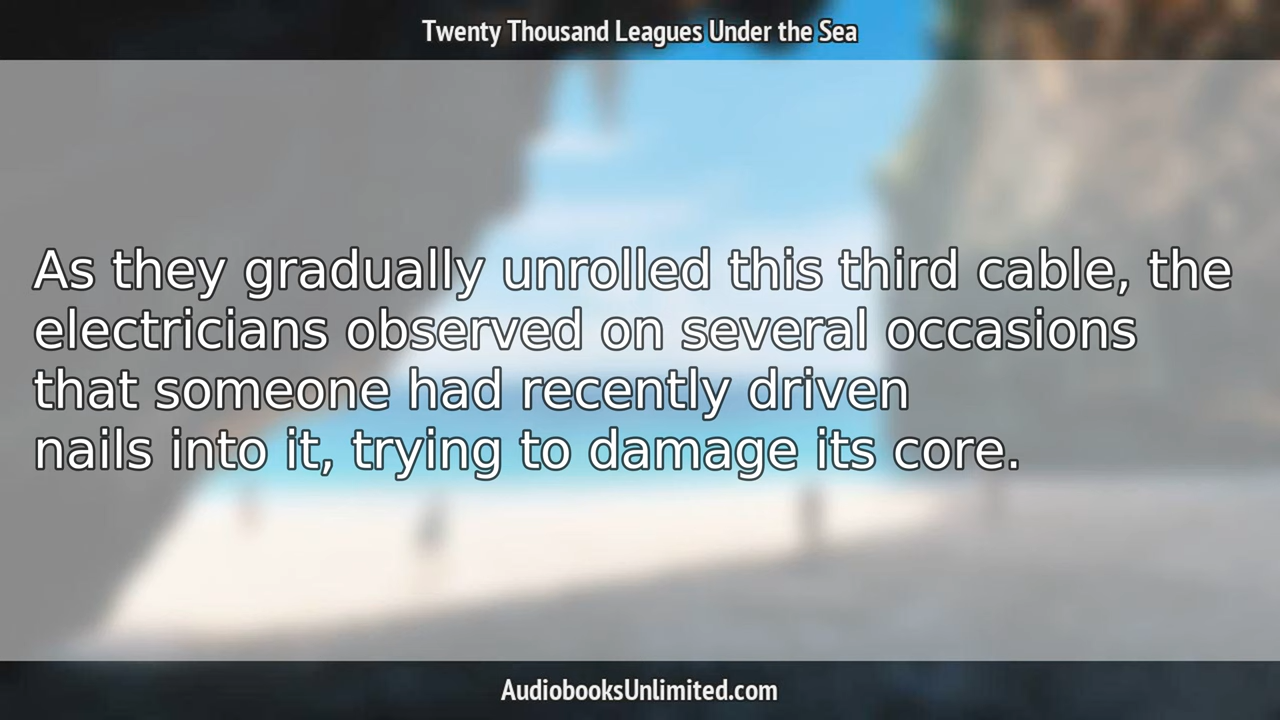 Twenty Thousand Leagues Under the Sea
As they gradually unrolled this third cable, the
electricians observed on several occasions
that someone had recently driven
nails into it, trying to damage its core.
AudiobooksUnlimited.com